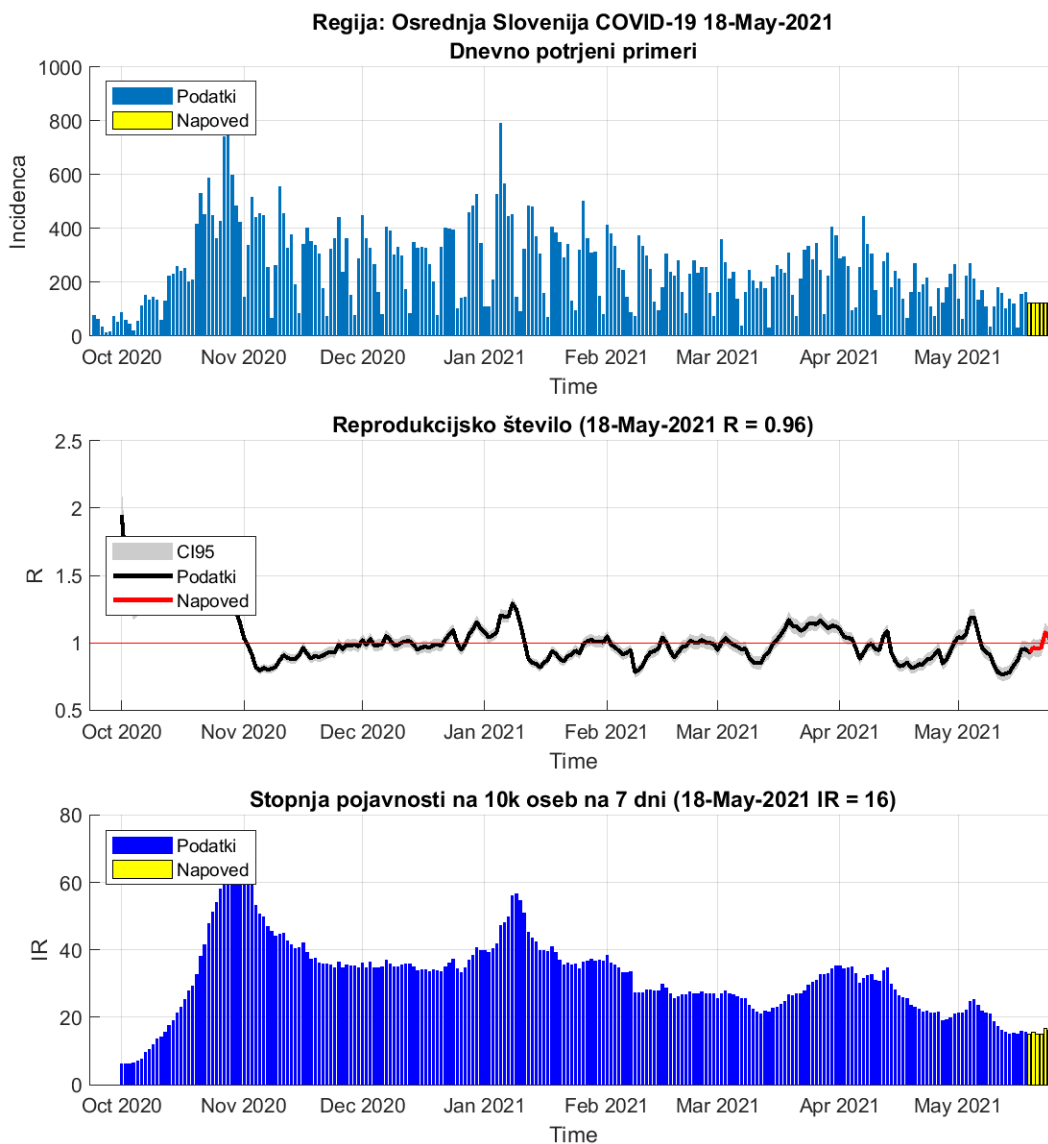 Regija: Osrednja Slovenija COVID-19 18-May-2021
Dnevno potrjeni primeri
1000
800
600
400
200
0
Incidenca
Podatki
Napoved
Oct 2020 Nov 2020 Dec 2020 Jan 2021 Feb 2021 Mar 2021 Apr 2021 May 2021
Time
Reprodukcijsko število (18-May-2021 R = 0.96)
2.5
2
1.5
1
0.5
R
CI95
Podatki
Napoved
Oct 2020 Nov 2020 Dec 2020 Jan 2021 Feb 2021 Mar 2021 Apr 2021 May 2021
Time
Stopnja pojavnosti na 10k oseb na 7 dni (18-May-2021 IR = 16)
80
60
40
20
0
IR
Podatki
Napoved
Oct 2020 Nov 2020 Dec 2020 Jan 2021 Feb 2021 Mar 2021 Apr 2021 May 2021
Time